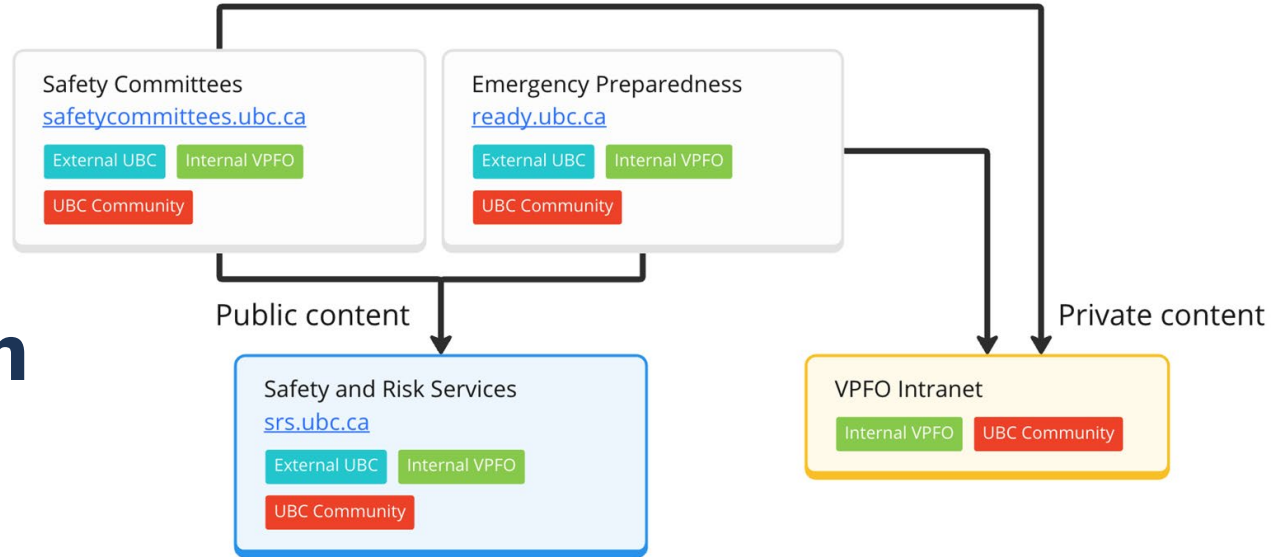 Safety Committees
safetycommittees.ubc.ca
External UBC Internal VPFO
UBC Community
Emergency Preparedness
ready.ubc.ca
External UBC Internal VPFO
UBC Community
Public content
Private content
n
Safety and Risk Services
srs.ubc.ca
External UBC Internal VPFO
UBC Community
VPFO Intranet
Internal VPFO UBC Community